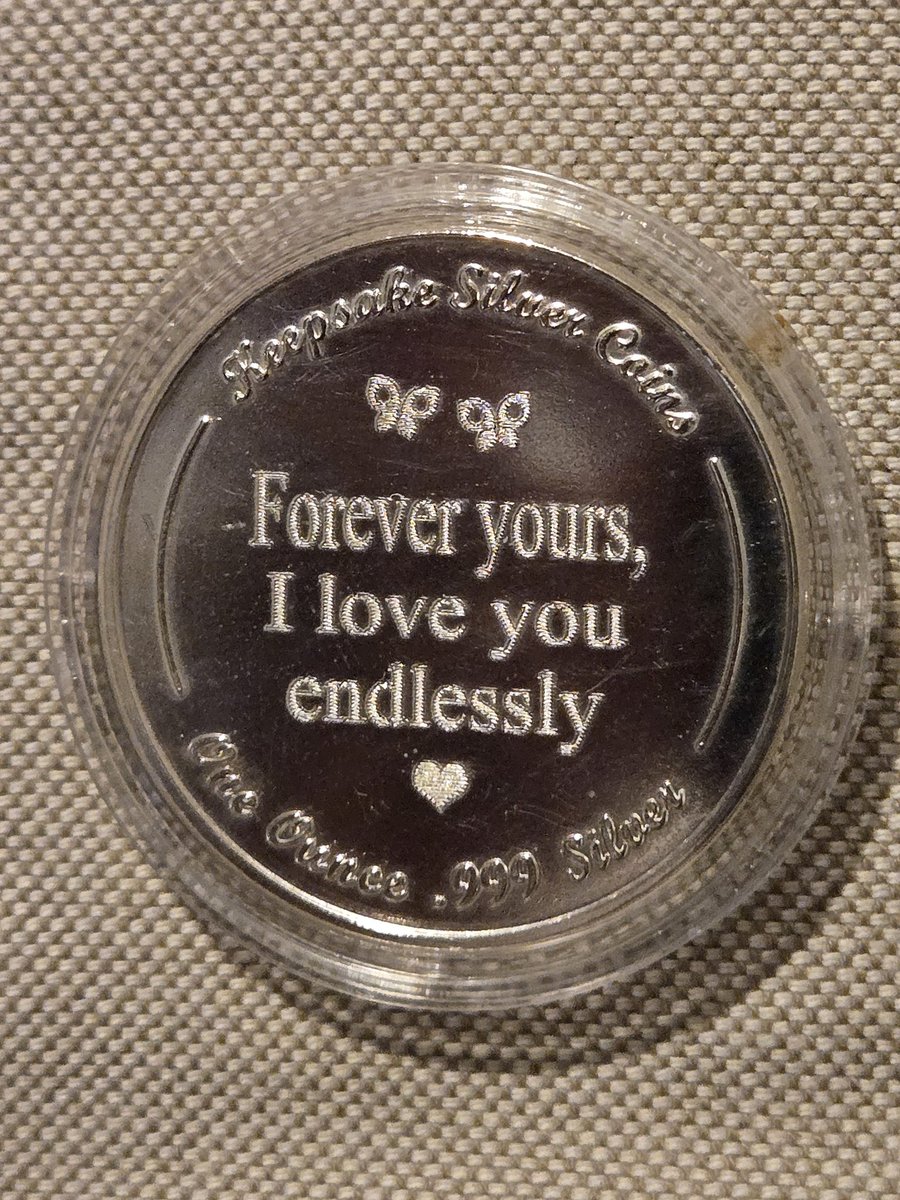 Keepsake Silver Coins
Forever yours,
I love you
endlessly
One Ounce .999 Silver